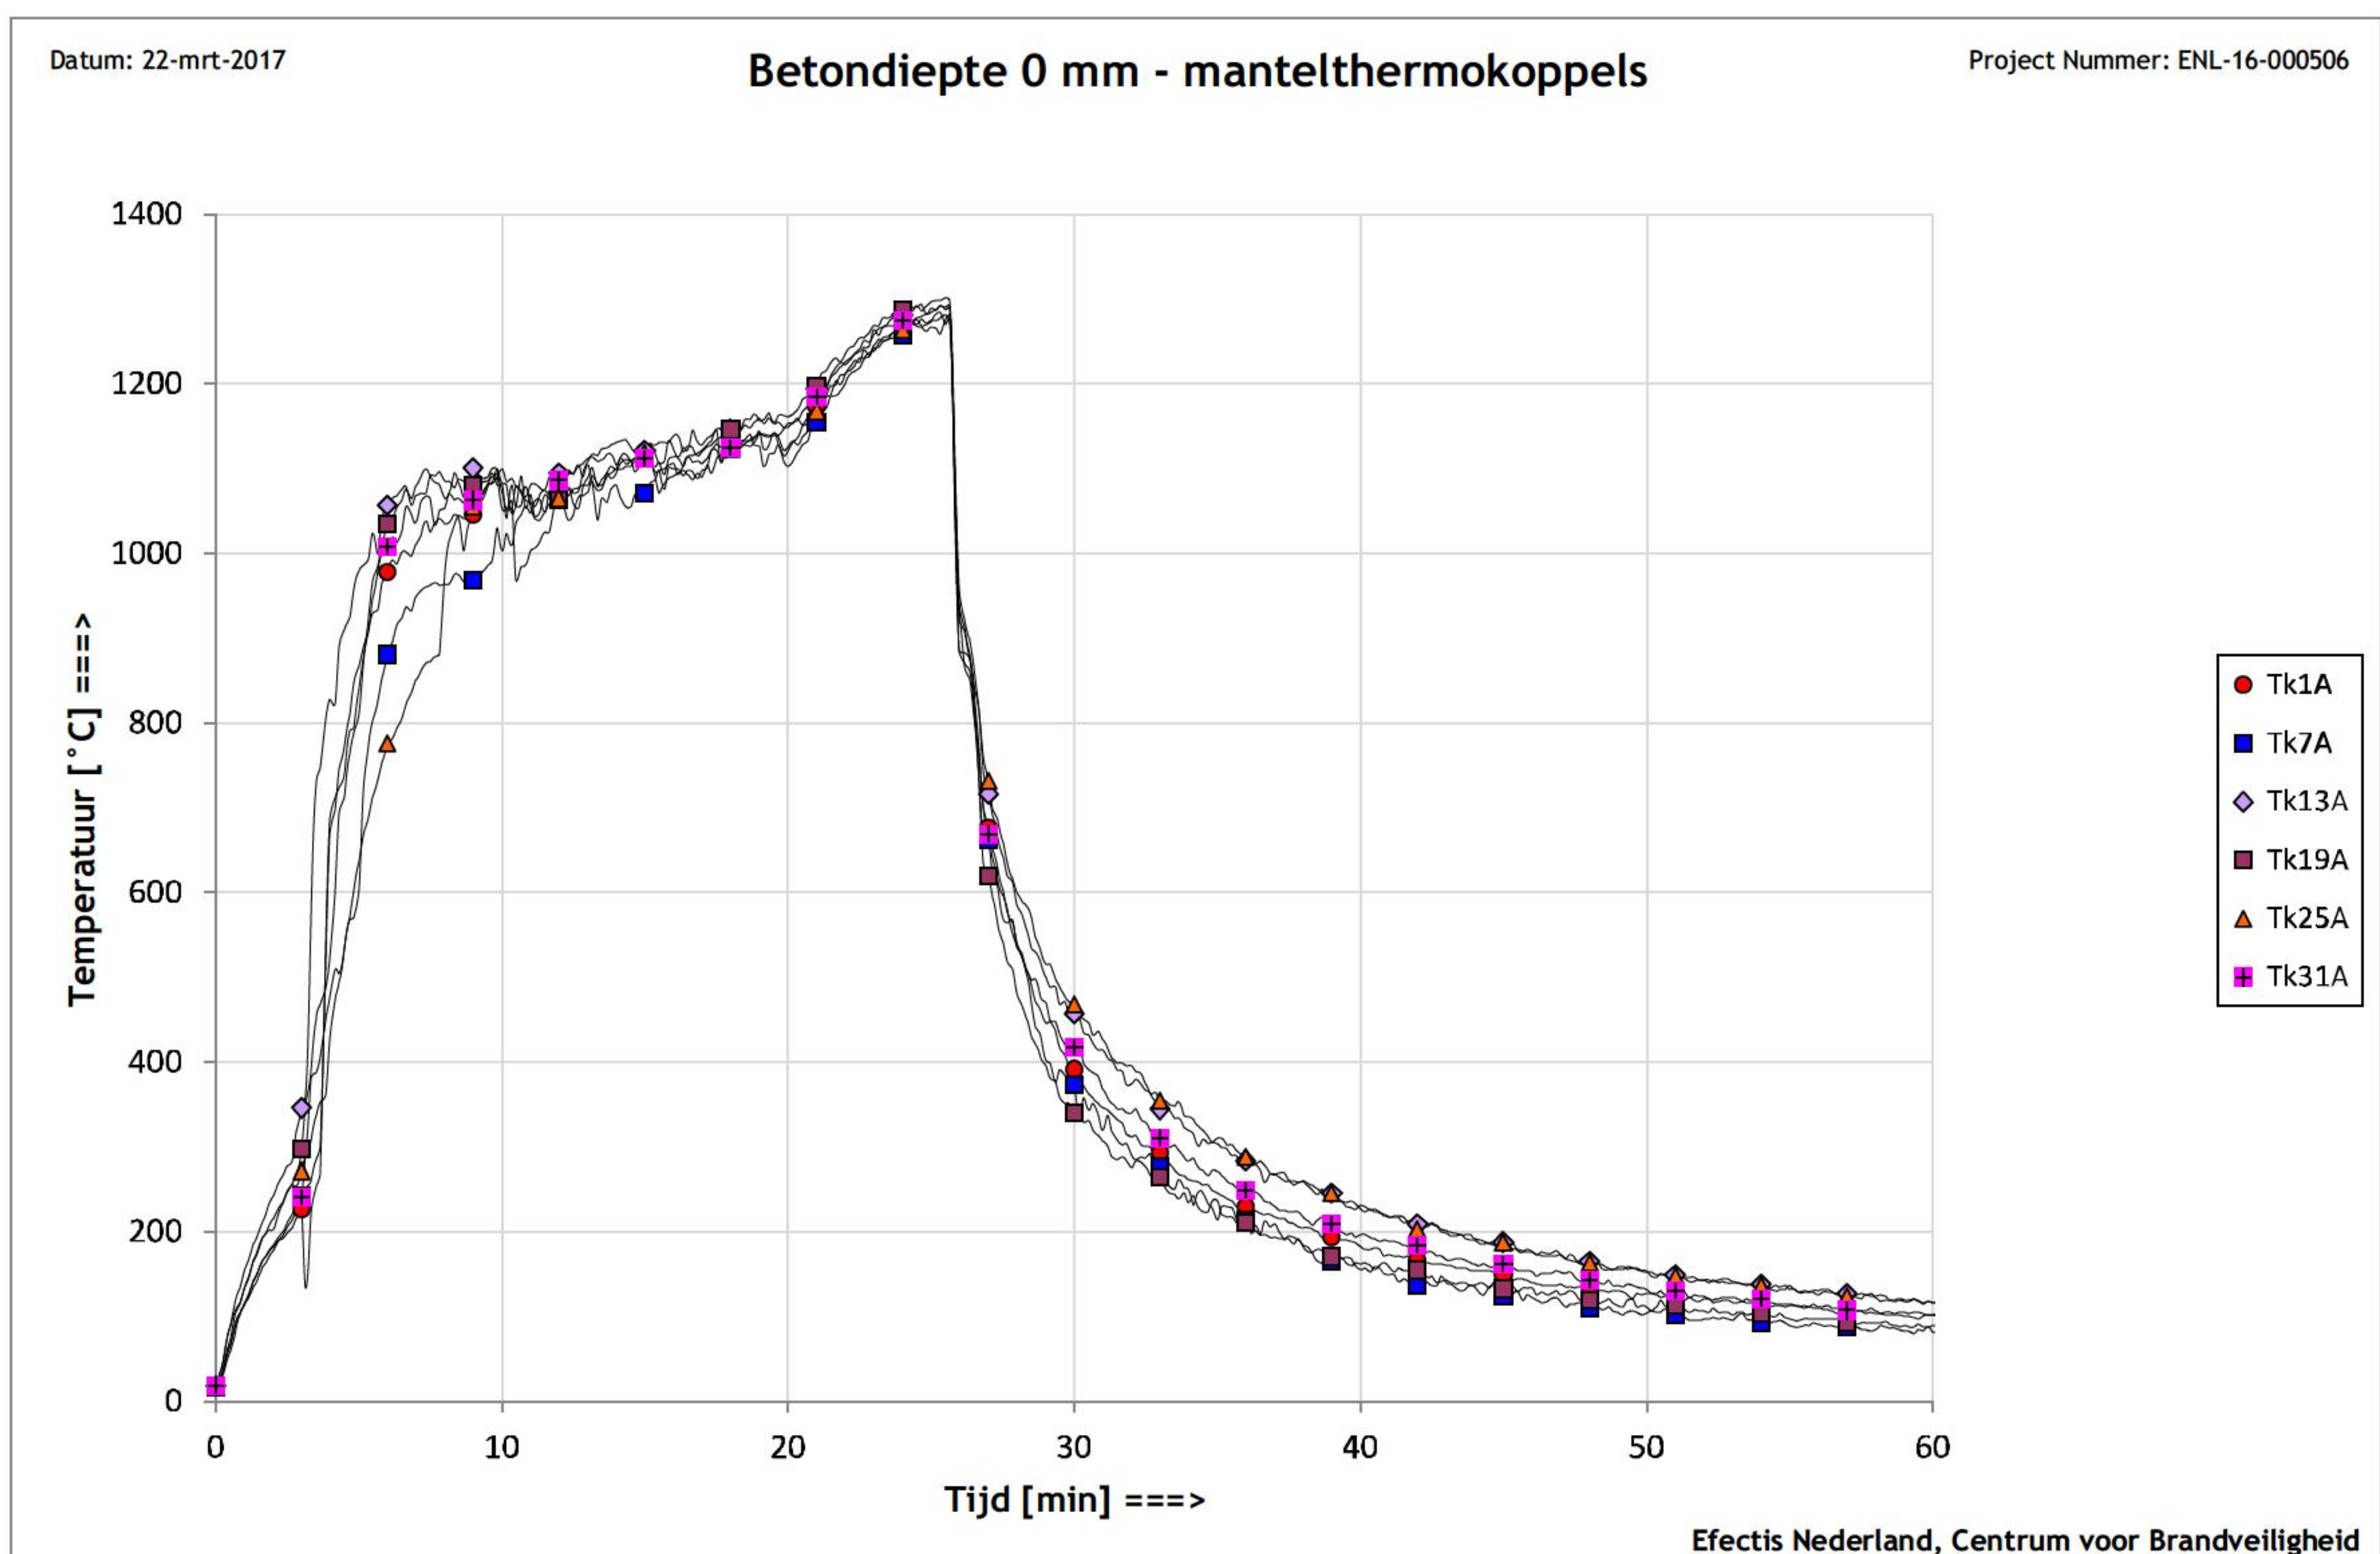 Datum: 22-mrt-2017
Betondiepte 0 mm - mantelthermokoppels
Project Nummer: ENL-16-000506
1400
1200
1000
800
600
400
200
0
Temperatuur [°C] ===>
0 10 20 30 40 50 60
Tijd [min] ===>
Tk1A
Tk7A
Tk13A
Tk19A
Tk25A
Tk31A
Efectis Nederland, Centrum voor Brandveiligheid